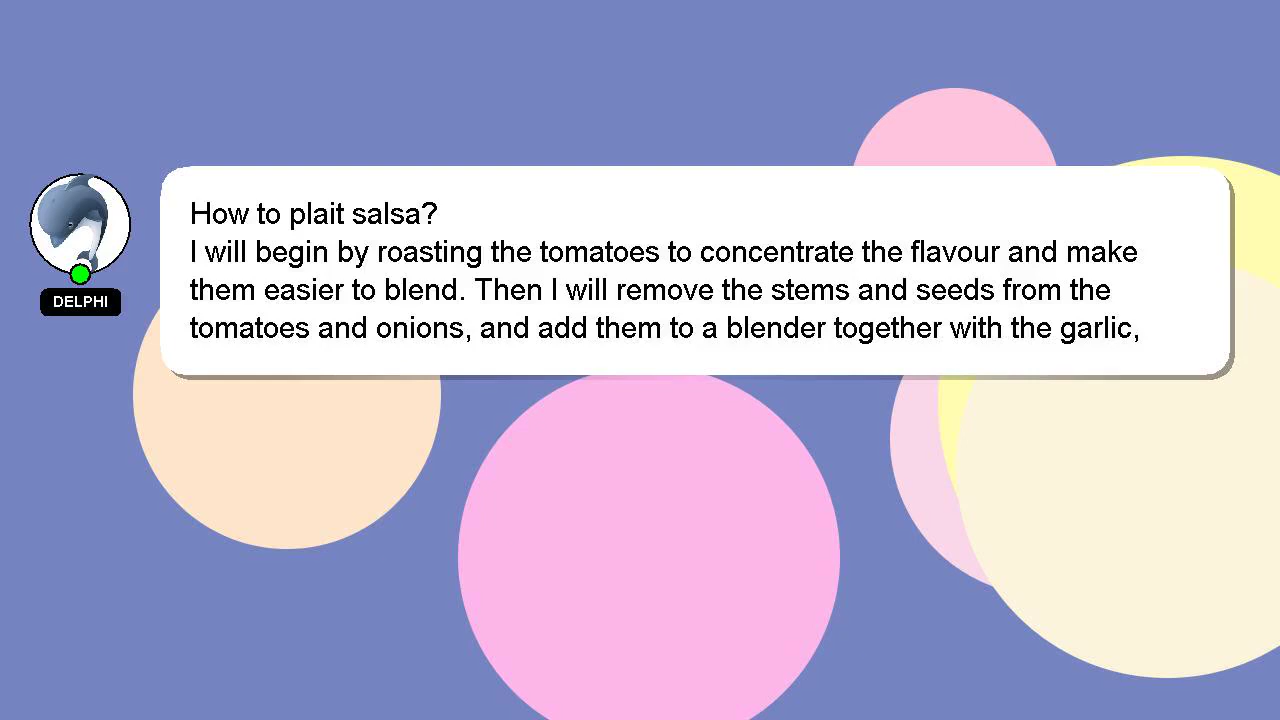 DELPHI
How to plait salsa?
I will begin by roasting the tomatoes to concentrate the flavour and make
them easier to blend. Then I will remove the stems and seeds from the
tomatoes and onions, and add them to a blender together with the garlic,